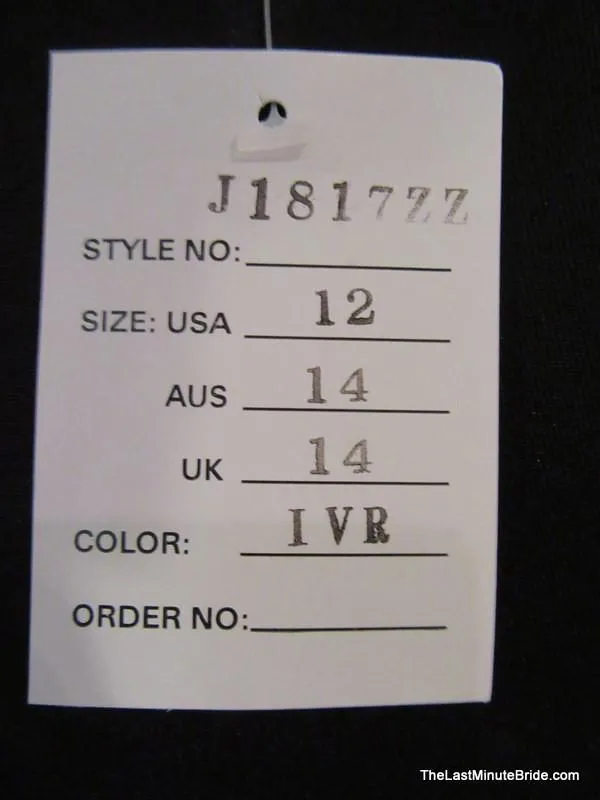 J1817ZZ
STYLE NO:
SIZE: USA 12
AUS 14
UK 14
COLOR: IVR
ORDER NO:
TheLastMinuteBride.com